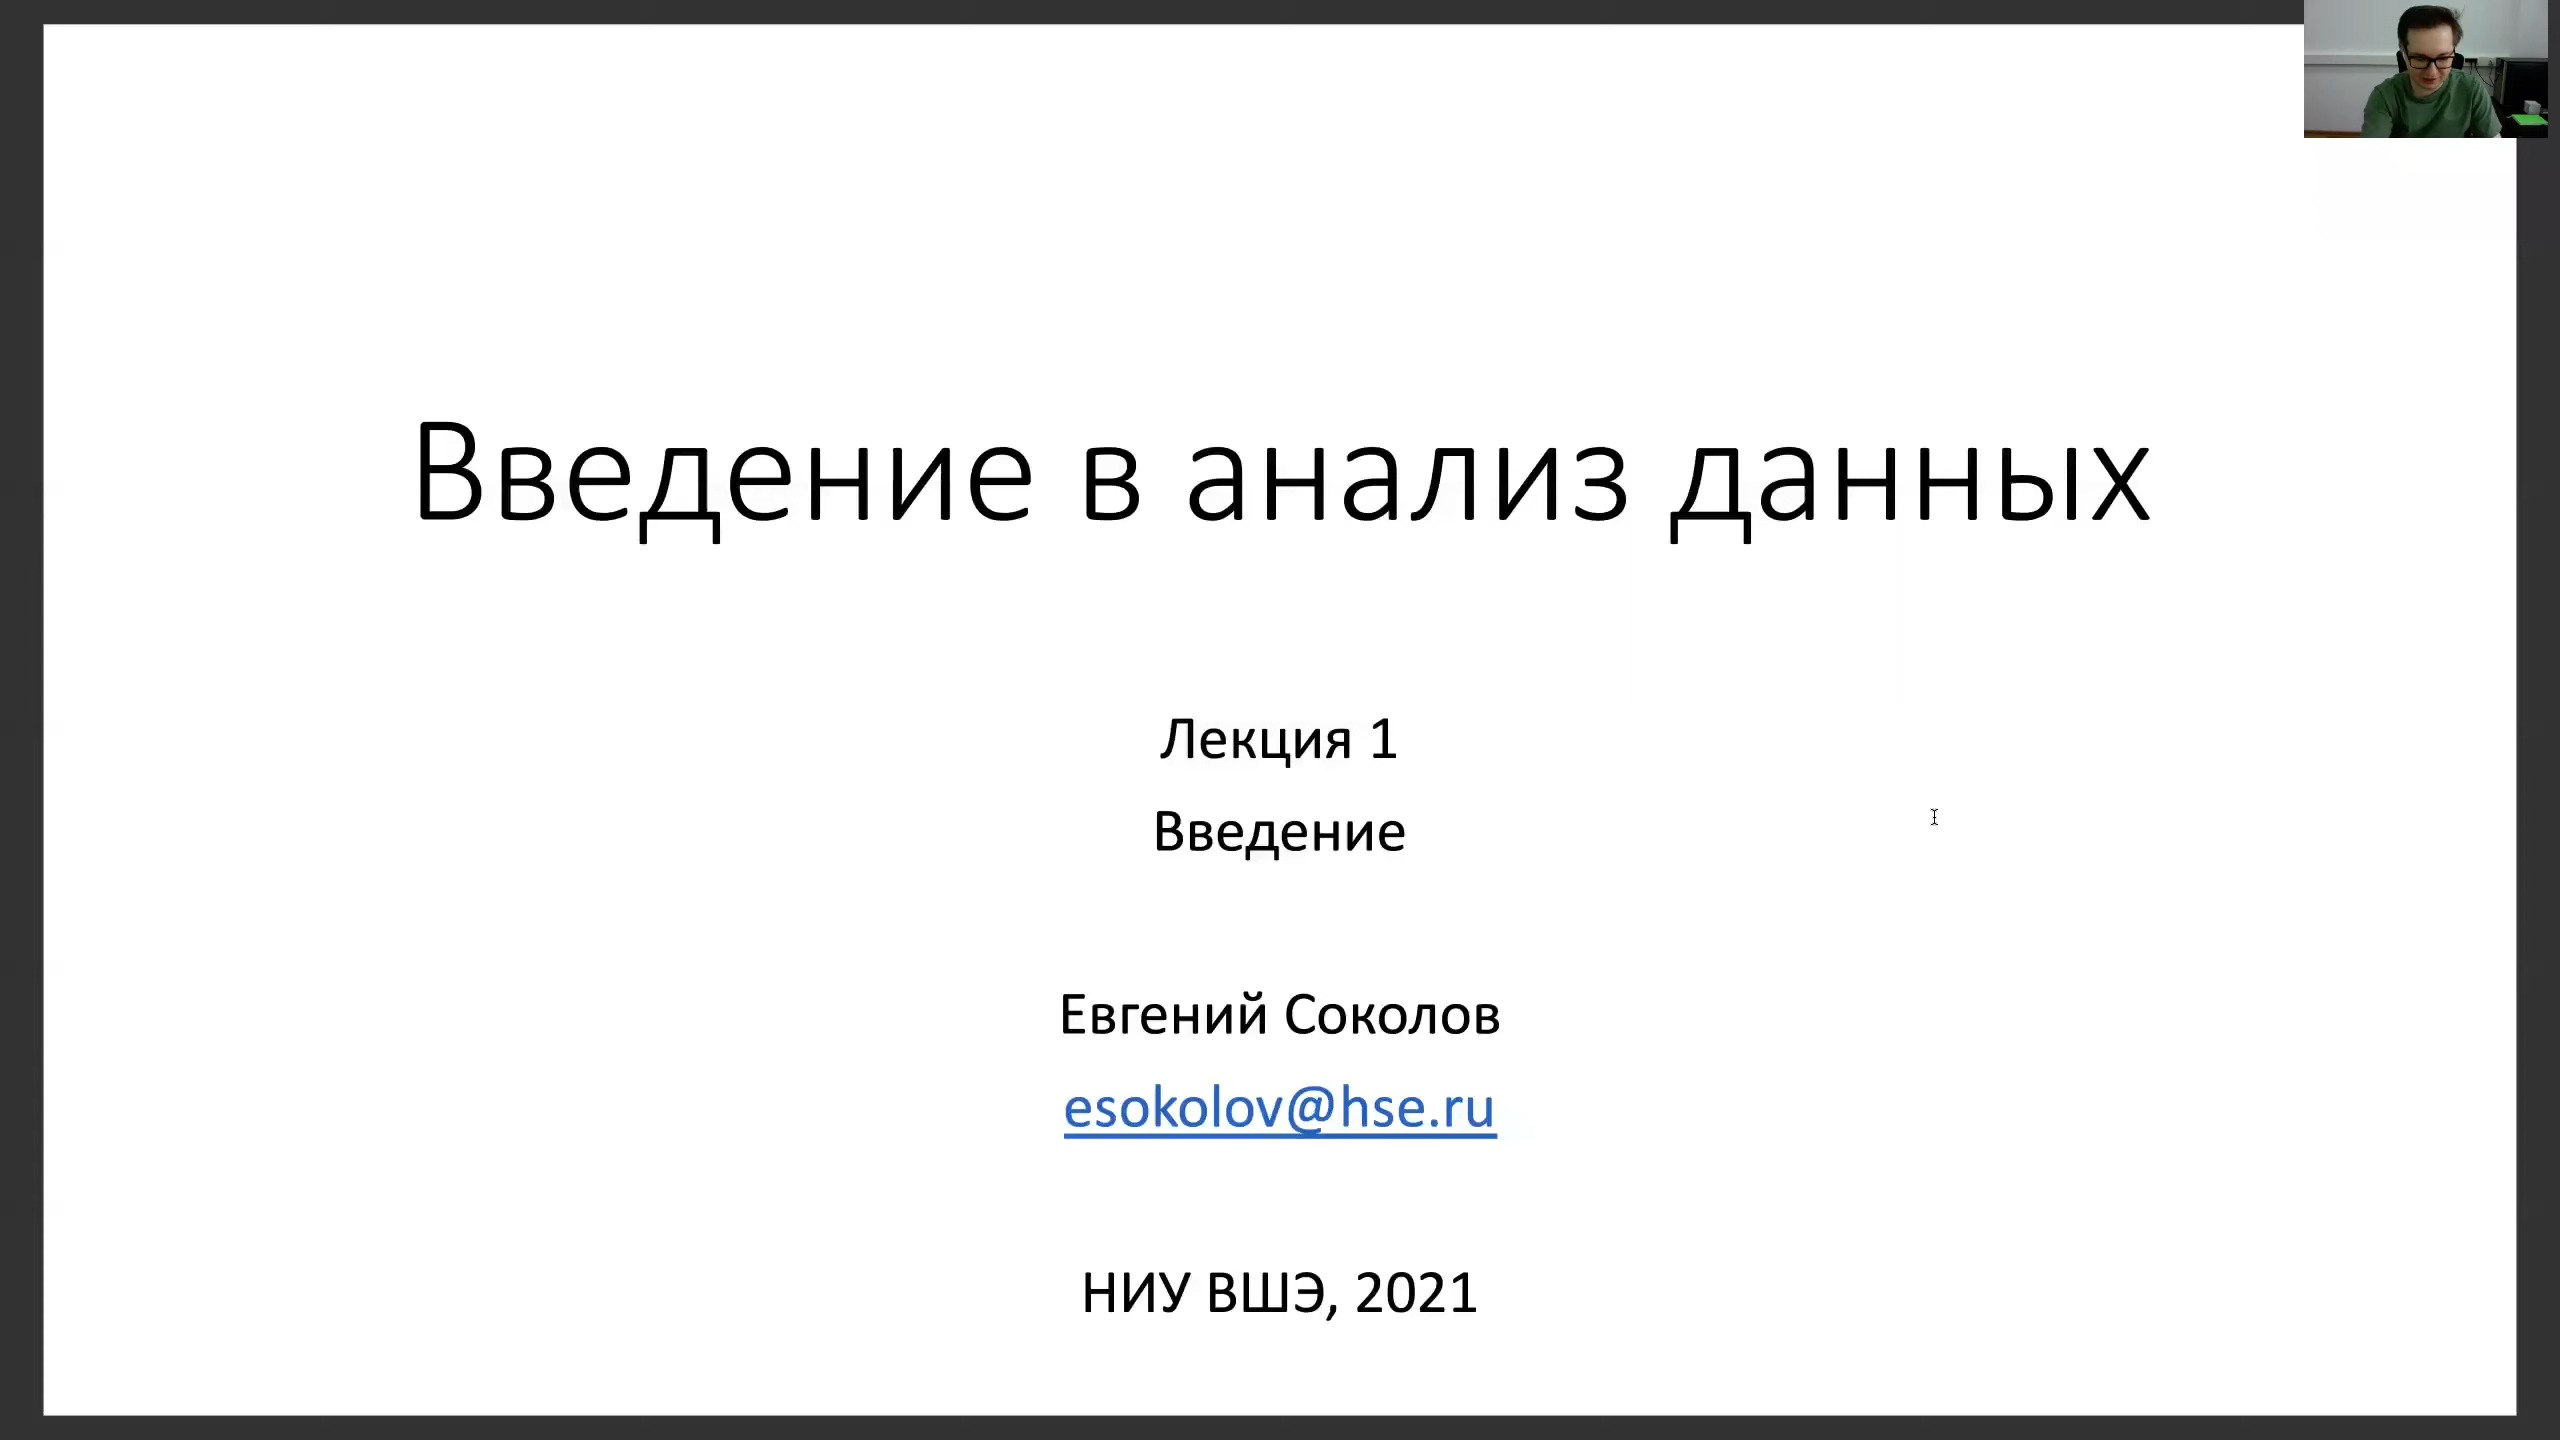 Введение в анализ данных
Лекция 1
Введение
Евгений Соколов
esokolov@hse.ru
НИУ ВШЭ, 2021